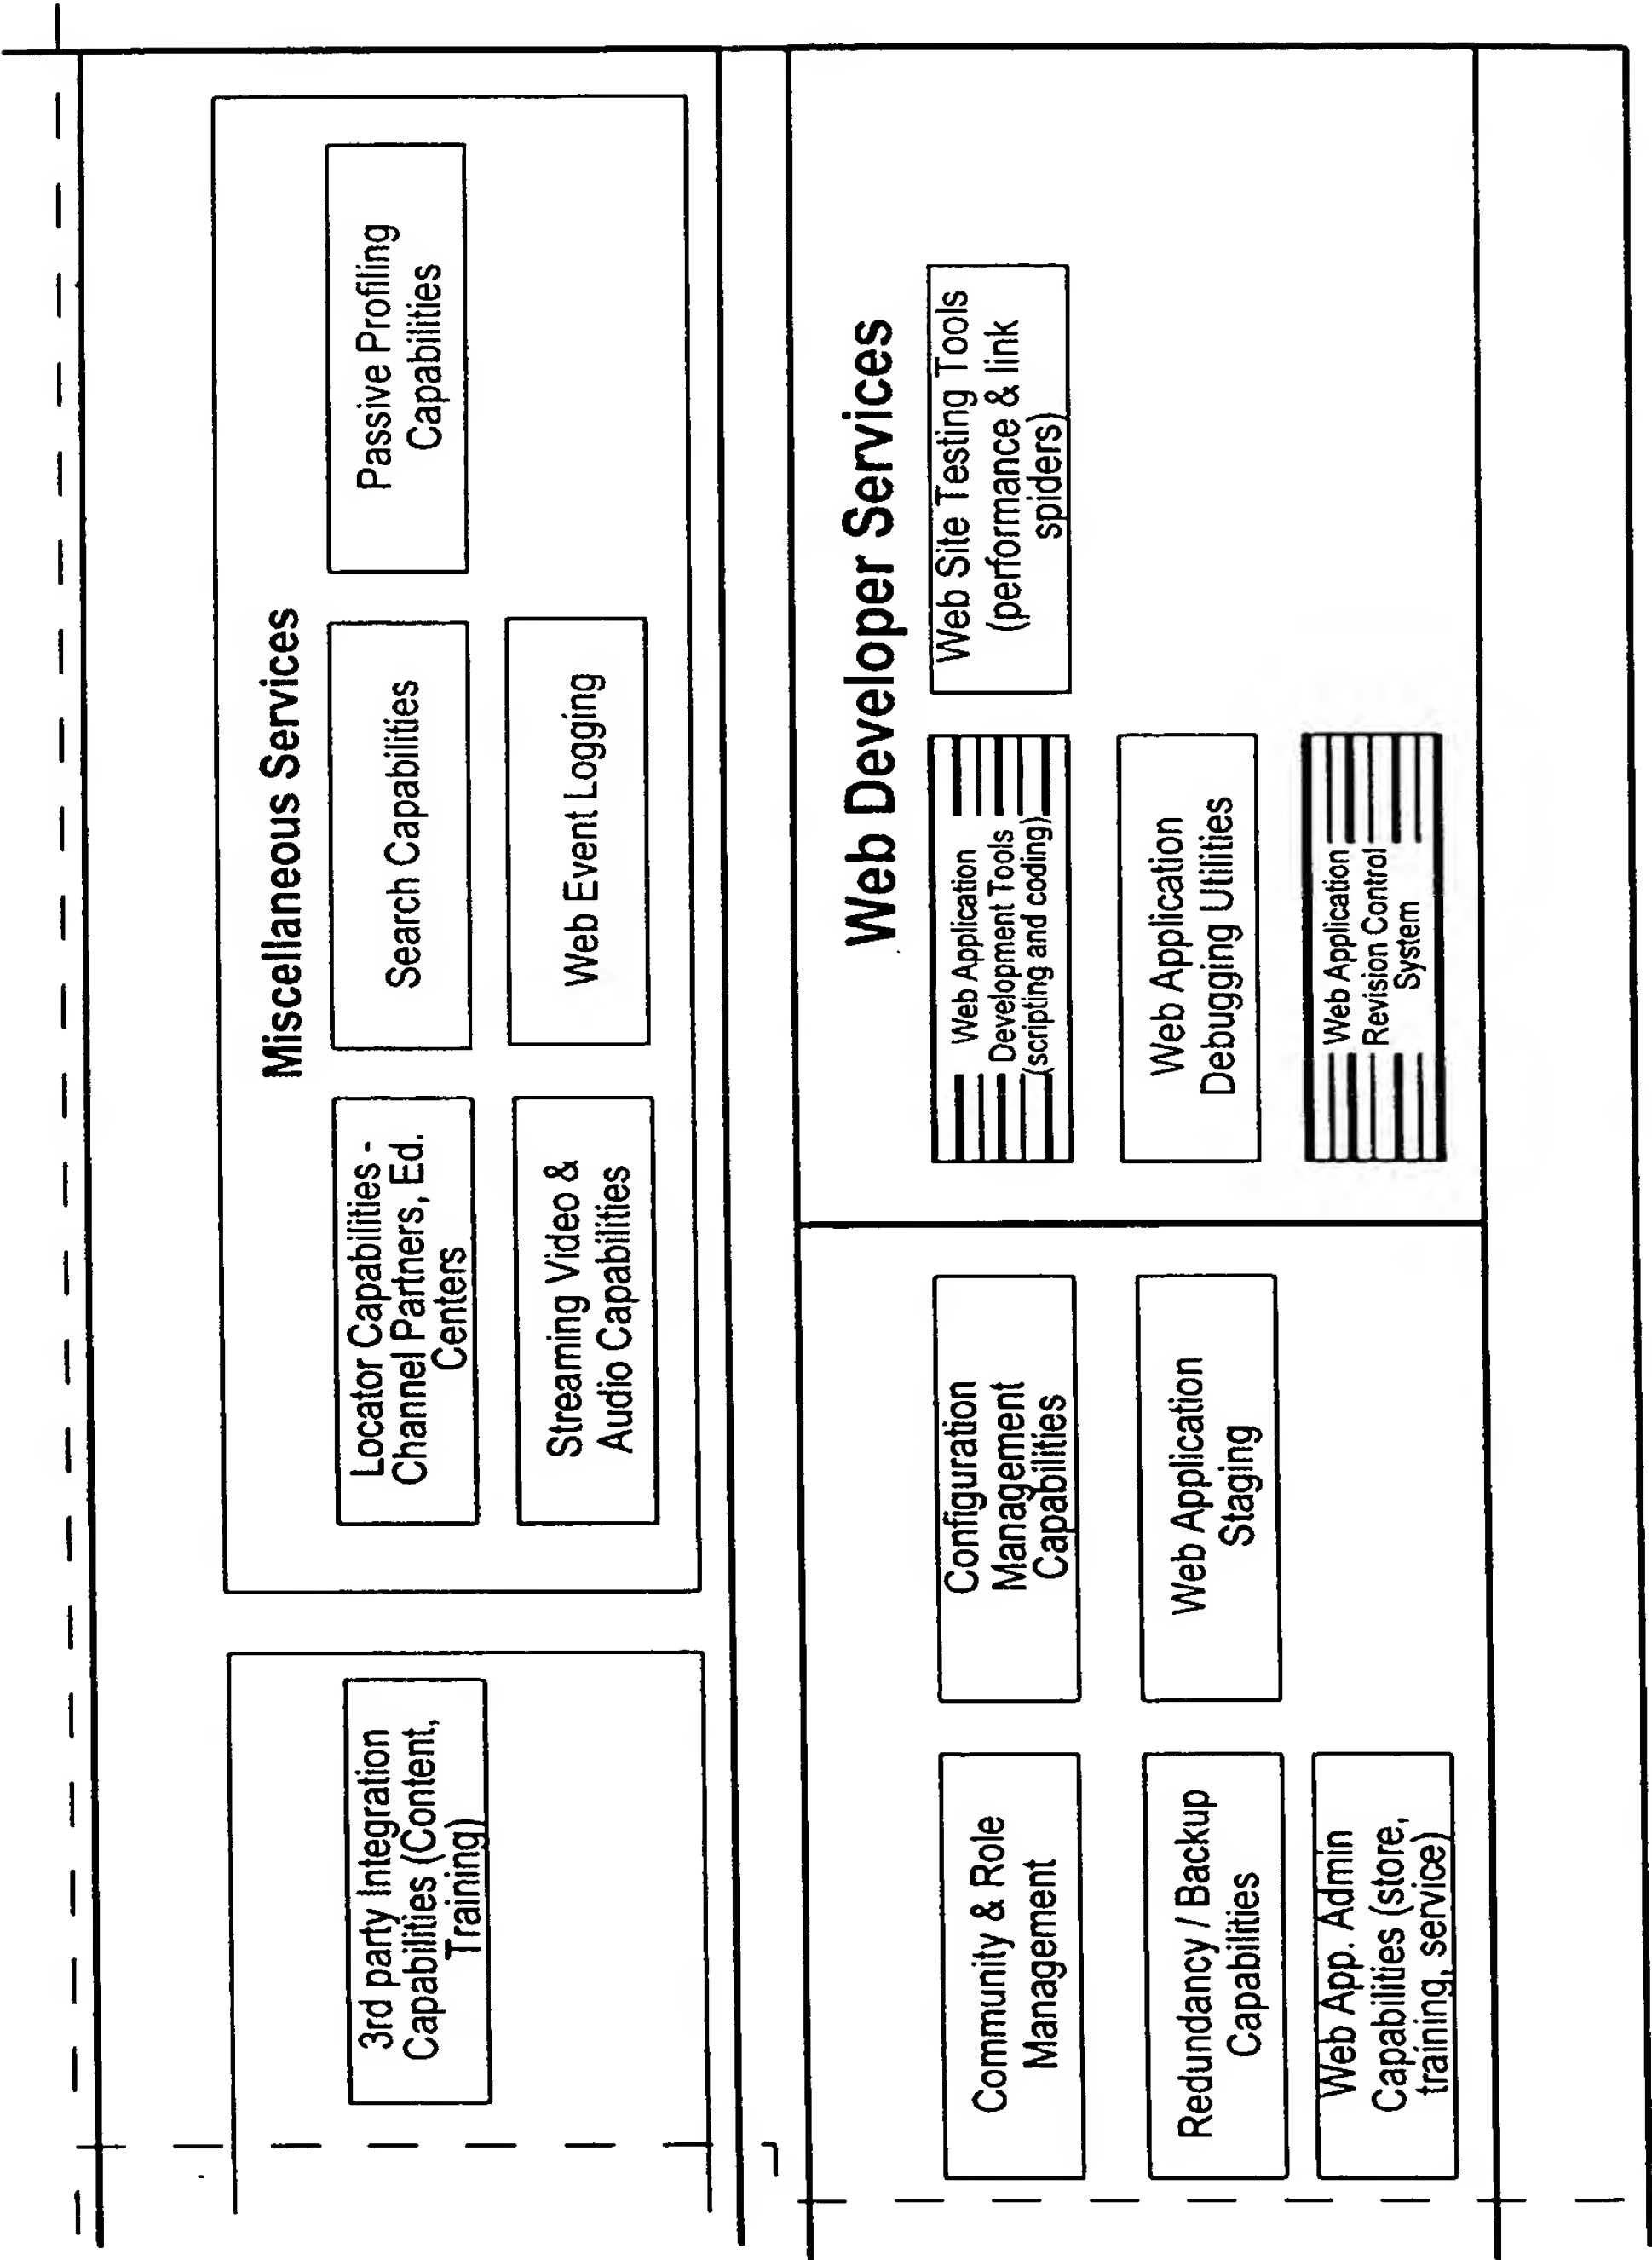 Miscellaneous Services
3rd party Integration
Capabilities (Content,
Training)
Locator Capabilities -
Channel Partners, Ed.
Centers
Search Capabilities
Passive Profiling
Capabilities
Streaming Video &
Audio Capabilities
Web Event Logging
Web Developer Services
Community & Role
Management
Configuration
Management
Capabilities
Web Application
Development Tools
(scripting and coding)
Web Site Testing Tools
(performance & link
spiders)
Redundancy / Backup
Capabilities
Web Application
Staging
Web Application
Debugging Utilities
Web App. Admin
Capabilities (store,
training, service)
Web Application
Revision Control
System